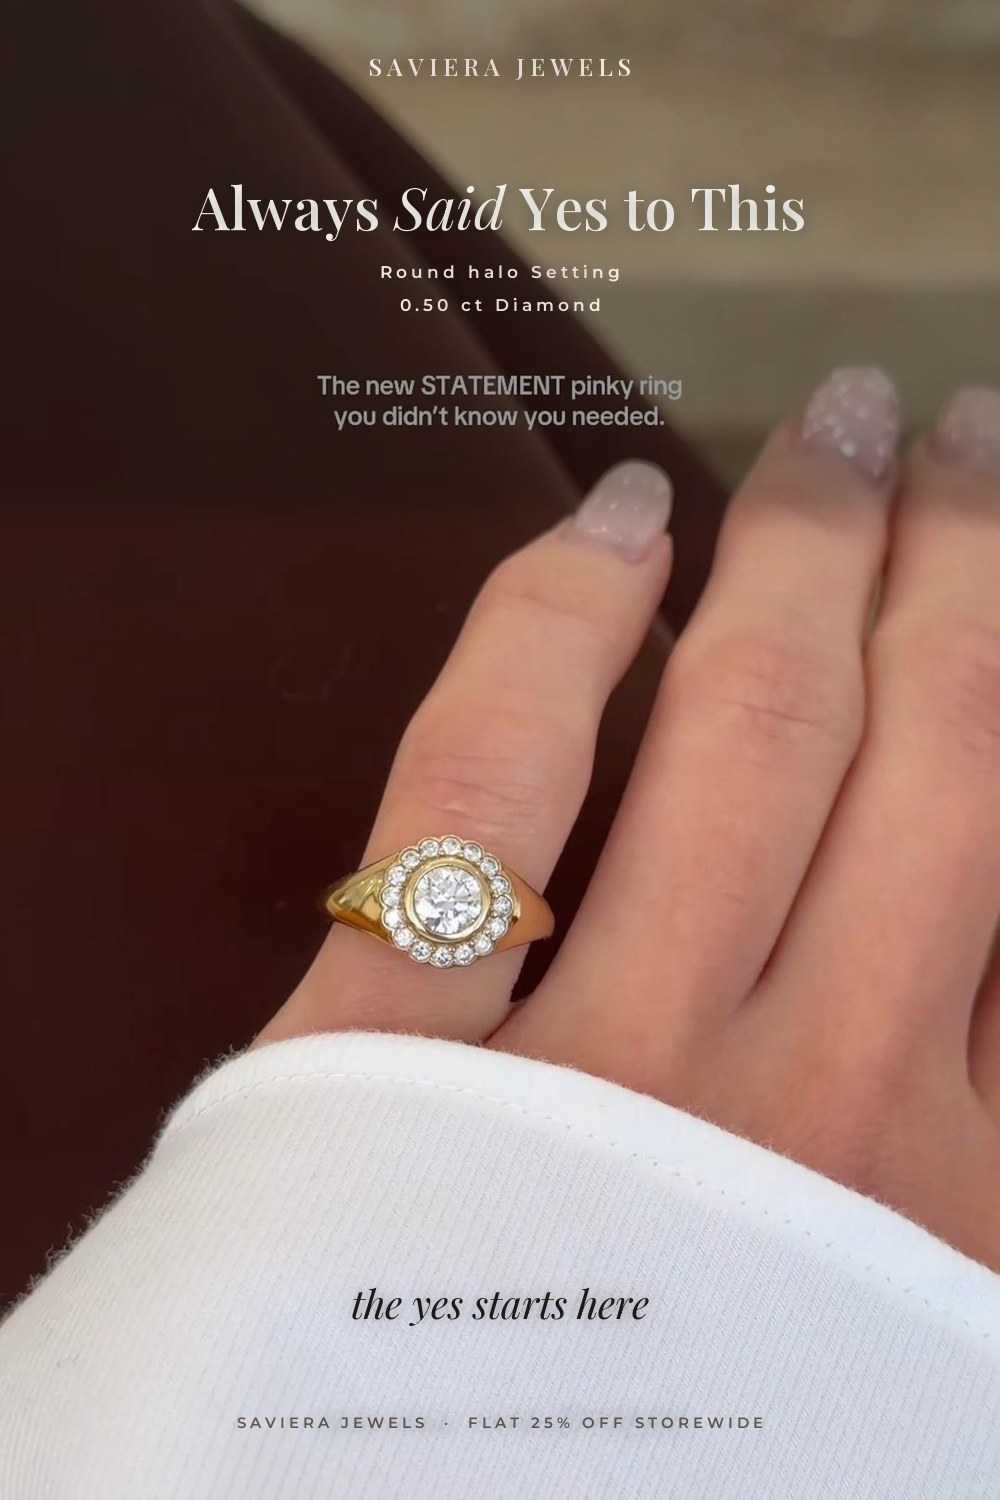 SAVIERA JEWELS
Always Said Yes to This
Round halo Setting
0.50 ct Diamond
The new STATEMENT pinky ring
you didn't know you needed.
the yes starts here
SAVIERA JEWELS · FLAT 25% OFF STOREWIDE